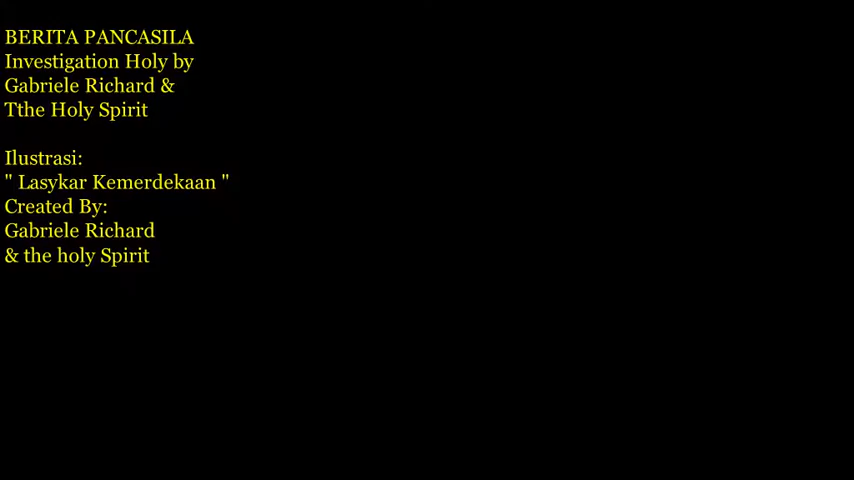 BERITA PANCASILA
Investigation Holy by
Gabriele Richard &
Tthe Holy Spirit
Ilustrasi:
" Lasykar Kemerdekaan "
Created By:
Gabriele Richard
& the holy Spirit